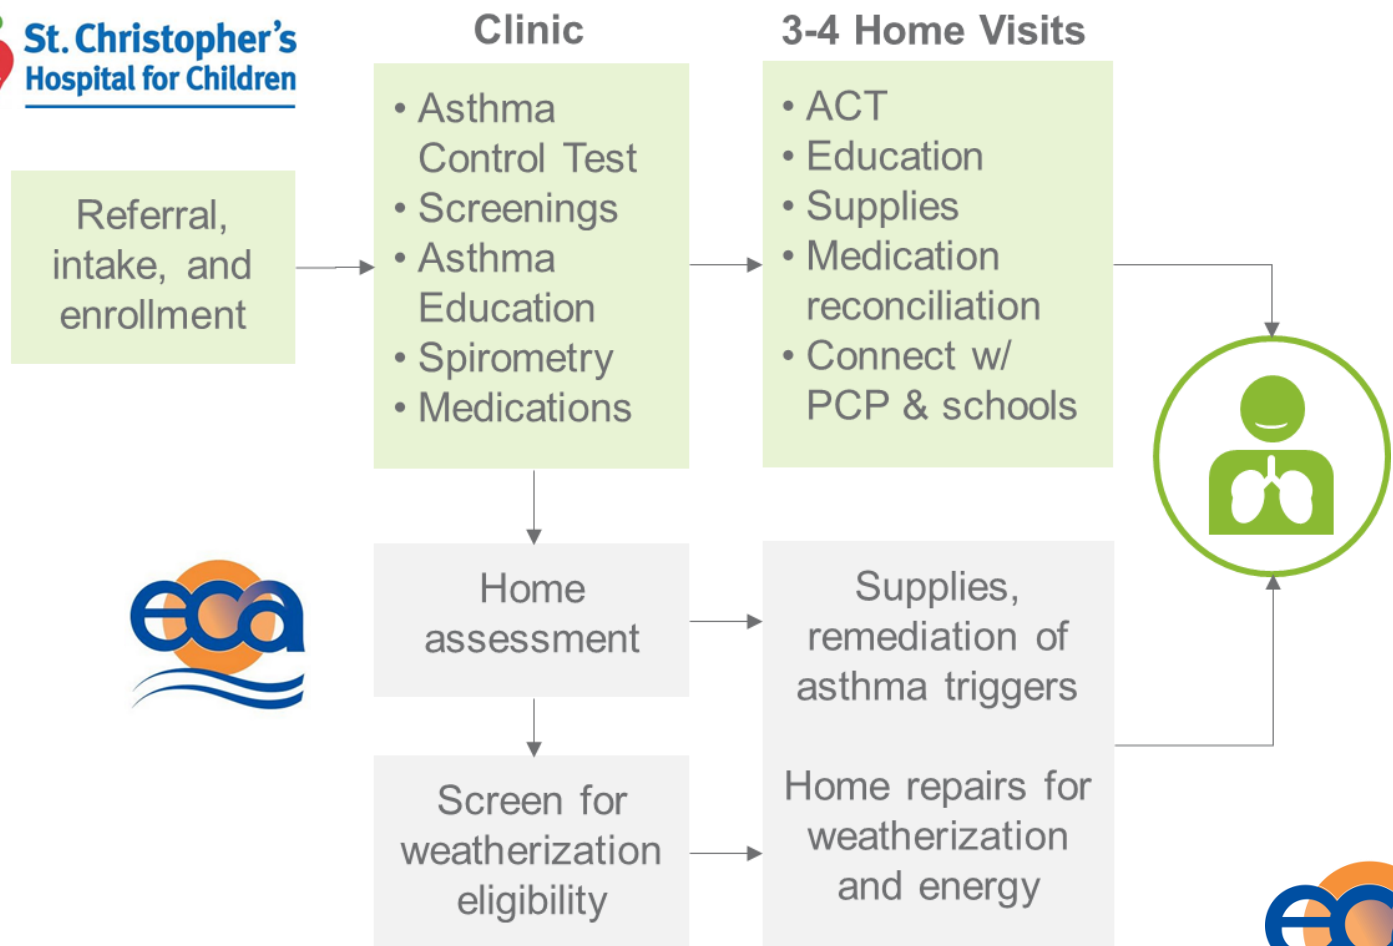 St. Christopher's
Hospital for Children
Clinic
3-4 Home Visits
Referral,
intake, and
enrollment
• Asthma
Control Test
• Screenings
• Asthma
Education
• Spirometry
• Medications
• ACT
• Education
• Supplies
• Medication
reconciliation
• Connect w/
PCP & schools
eca
Home
assessment
Supplies,
remediation of
asthma triggers
Screen for
weatherization
eligibility
Home repairs for
weatherization
and energy
ec